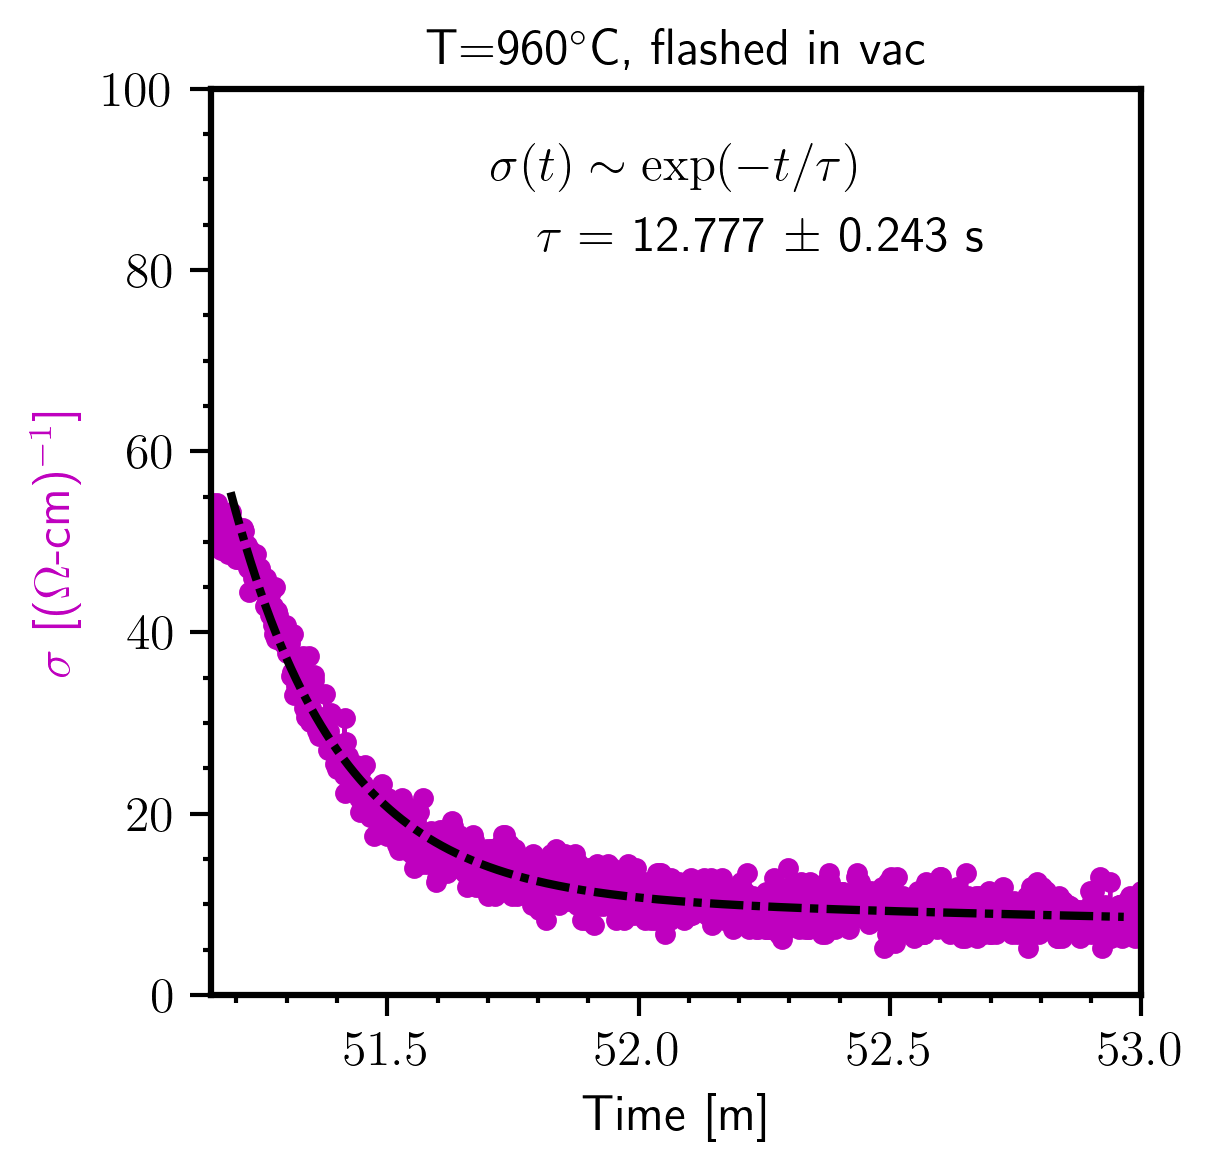 T=960°C, flashed in vac
σ(t) ∼ exp(−t/τ)
τ = 12.777 ± 0.243 s
σ [(Ω-cm)⁻¹]
100
80
60
40
20
0
51.5 52.0 52.5 53.0
Time [m]